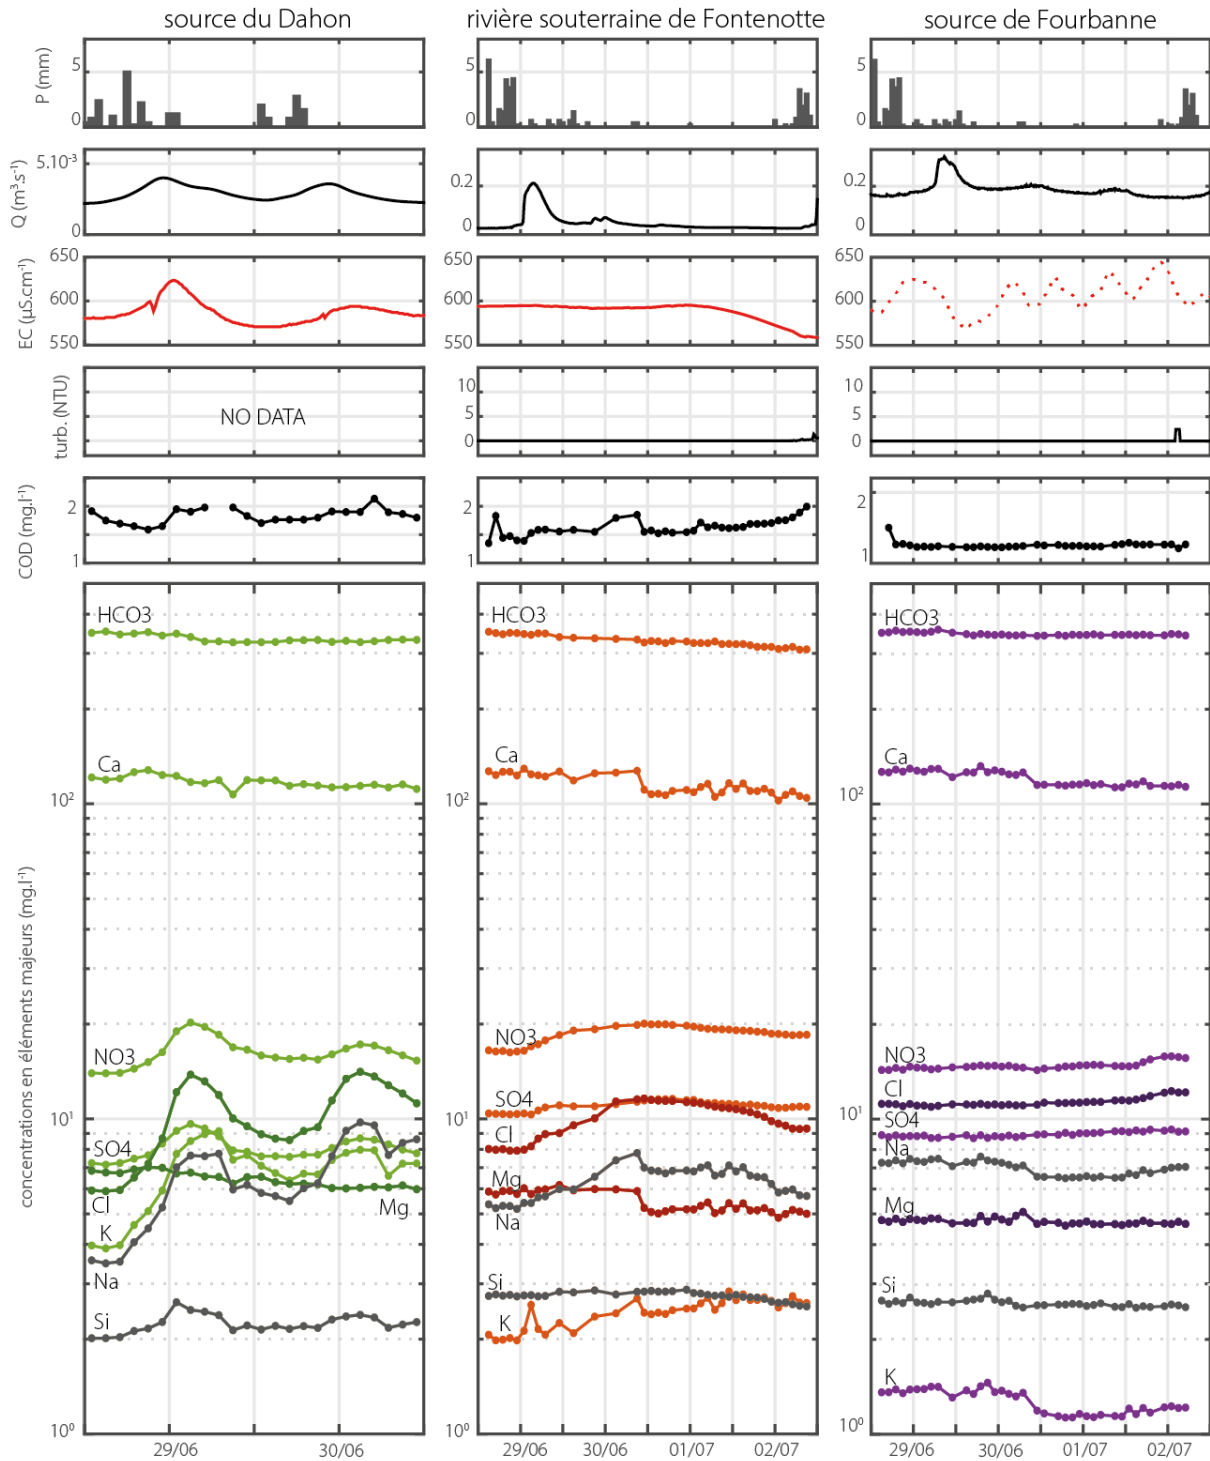 source du Dahon
rivière souterraine de Fontenotte
source de Fourbanne
P (mm)
5
0
5
0
5
0
Q (m³.s⁻¹)
5.10⁻³
0
0.2
0
0.2
0
EC (µS.cm⁻¹)
650
600
550
650
600
550
650
600
550
turb. (NTU)
NO DATA
10
5
0
10
5
0
COD (mg.l⁻¹)
2
1
2
1
2
1
concentrations en éléments majeurs (mg.l⁻¹)
10²
10¹
10⁰
HCO3
Ca
NO3
SO4
Cl
K
Na
Si
Mg
29/06
30/06
10²
10¹
10⁰
HCO3
Ca
NO3
SO4
Cl
Mg
Na
Si
K
29/06
30/06
01/07
02/07
10²
10¹
10⁰
HCO3
Ca
NO3
Cl
SO4
Na
Mg
Si
K
29/06
30/06
01/07
02/07